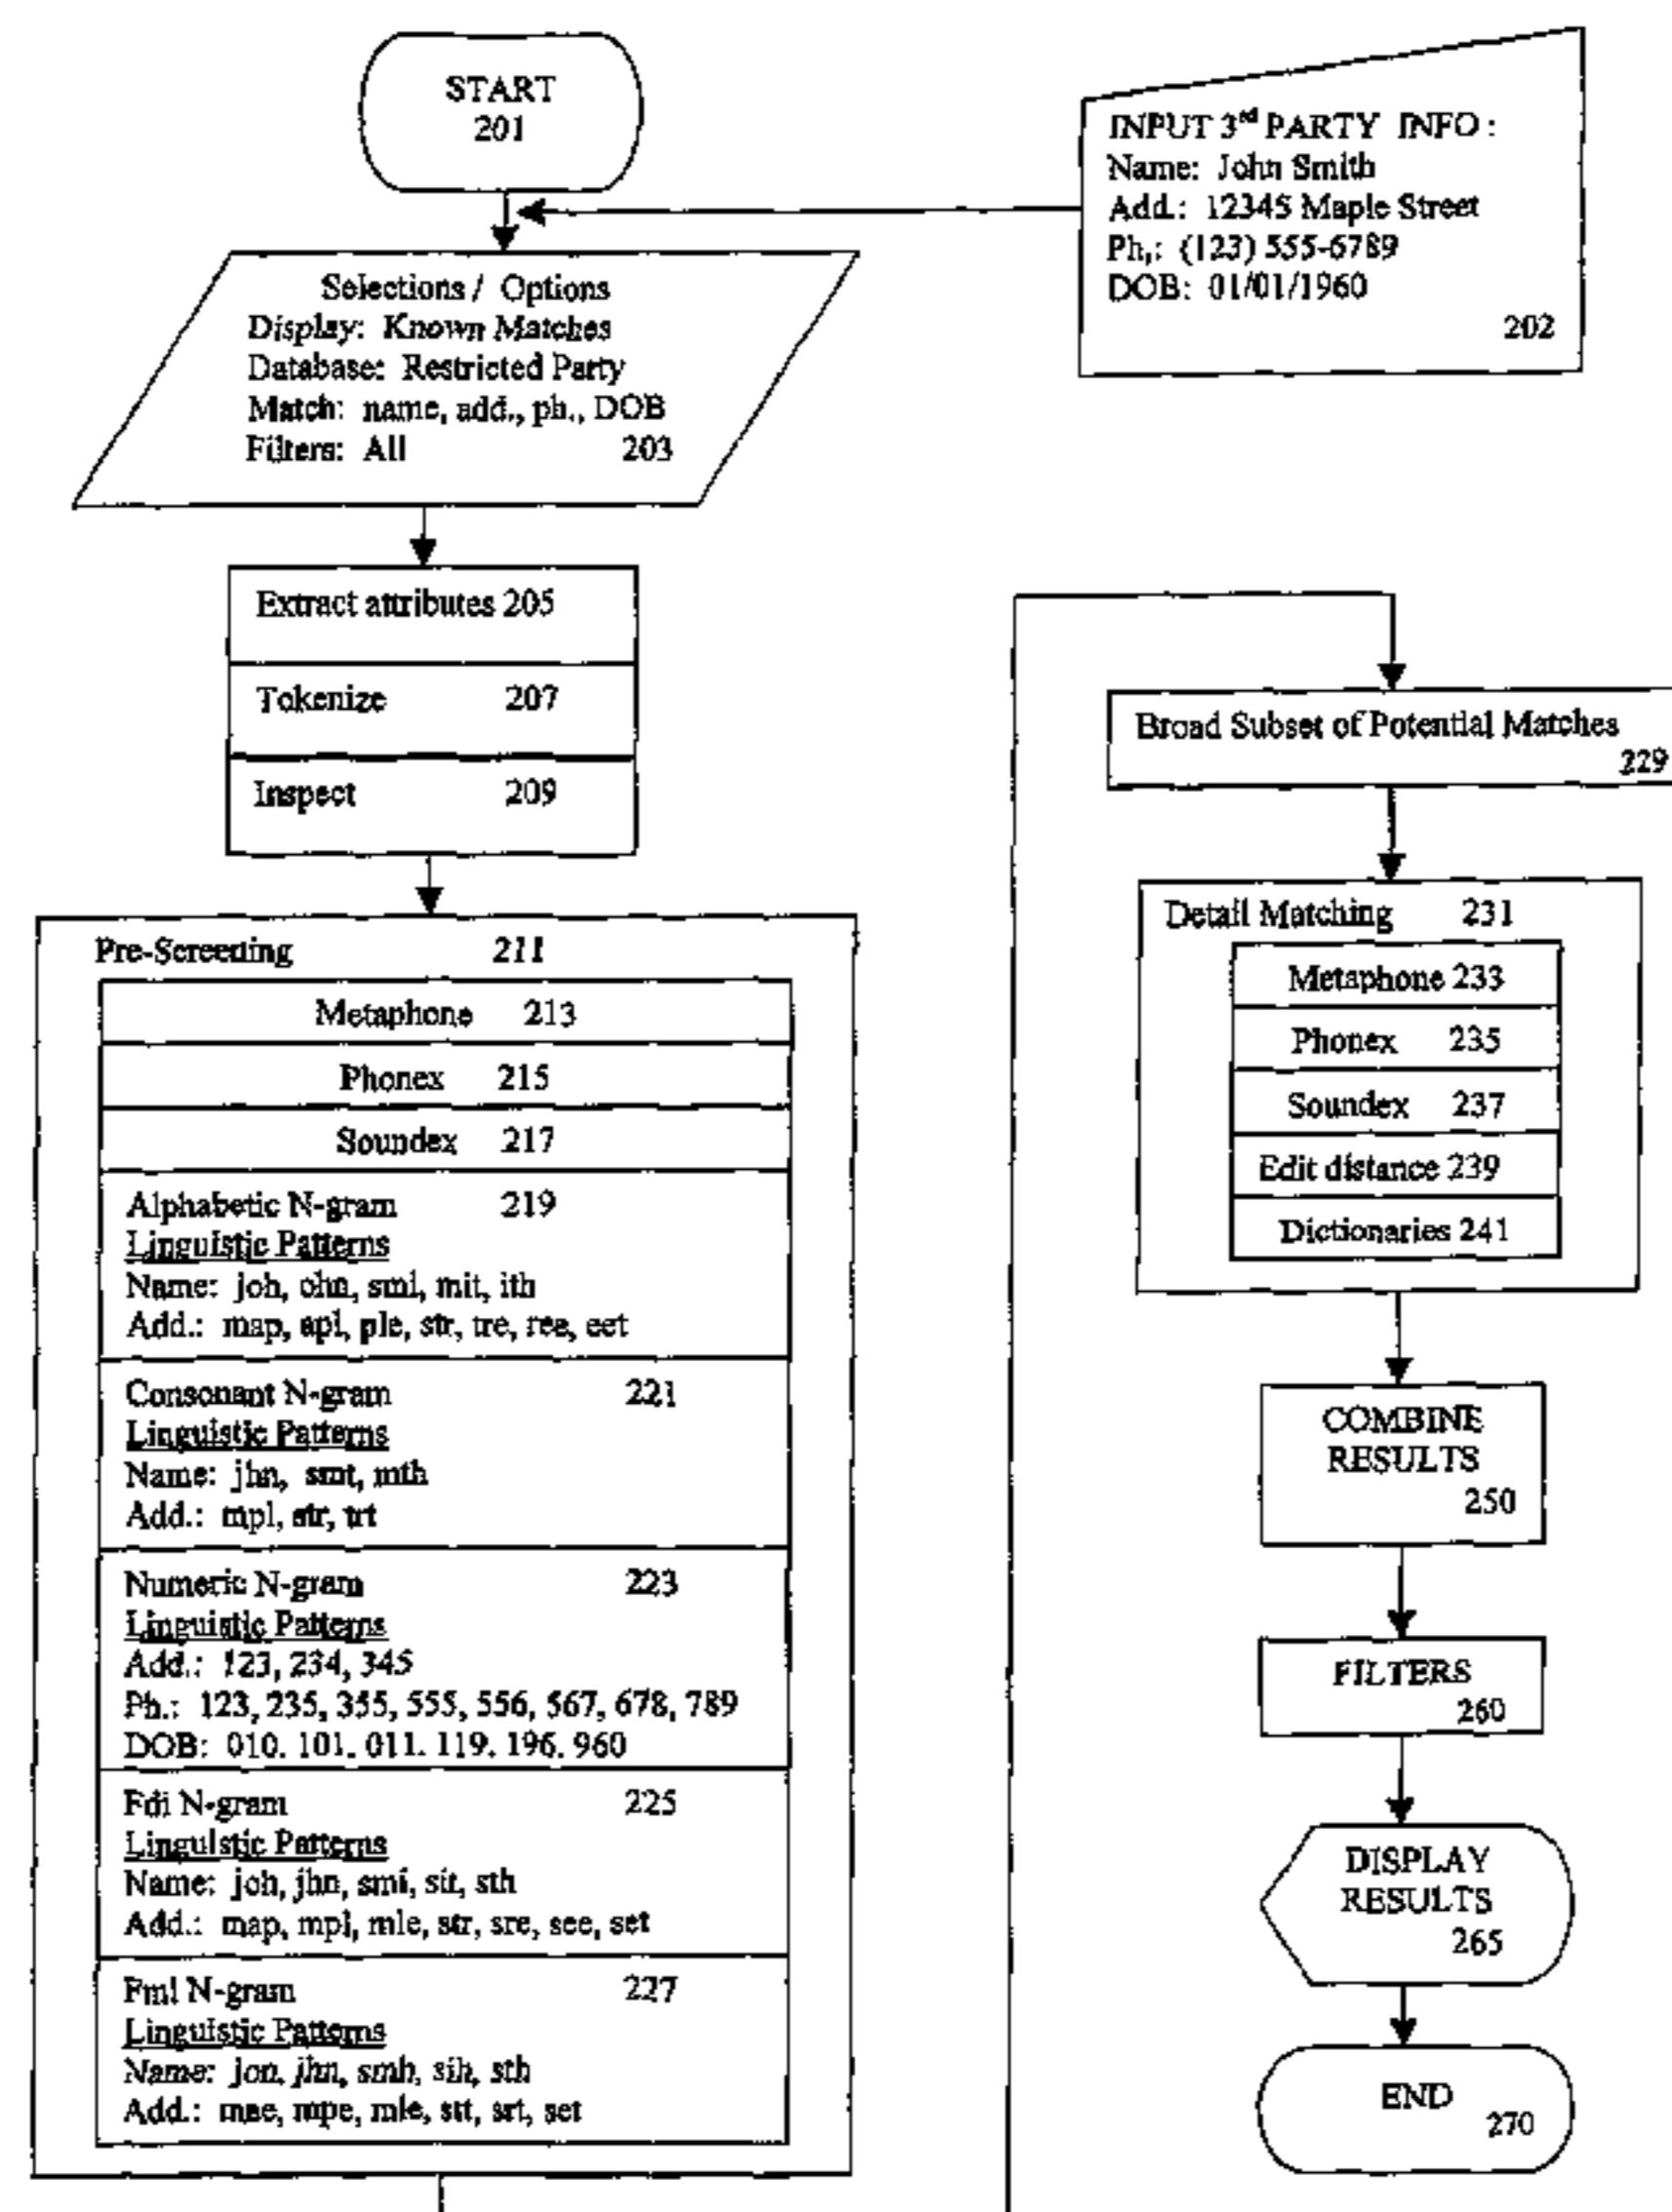 START
201
INPUT 3rd PARTY INFO :
Name: John Smith
Add.: 12345 Maple Street
Ph,: (123) 555-6789
DOB: 01/01/1960
202
Selections / Options
Display: Known Matches
Database: Restricted Party
Match: name, add., ph., DOB
Filters: All 203
Extract attributes 205
Tokenize 207
Inspect 209
Pre-Screening 211
Metaphone 213
Phonex 215
Soundex 217
Alphabetic N-gram 219
Linguistic Patterns
Name: joh, ohn, smi, mit, ith
Add.: map, apl, ple, str, tre, ree, eet
Consonant N-gram 221
Linguistic Patterns
Name: jhn, smt, mth
Add.: mpl, str, trt
Numeric N-gram 223
Linguistic Patterns
Add.: 123, 234, 345
Ph.: 123, 235, 355, 555, 556, 567, 678, 789
DOB: 010. 101. 011. 119. 196. 960
Fdi N-gram 225
Linguistic Patterns
Name: joh, jhn, smi, sit, sth
Add.: map, mpl, mle, str, sre, see, set
Fml N-gram 227
Linguistic Patterns
Name: jon, jhn, smh, sih, sth
Add.: mae, mpe, mle, stt, srt, set
Broad Subset of Potential Matches
229
Detail Matching 231
Metaphone 233
Phonex 235
Soundex 237
Edit distance 239
Dictionaries 241
COMBINE
RESULTS
250
FILTERS
260
DISPLAY
RESULTS
265
END
270